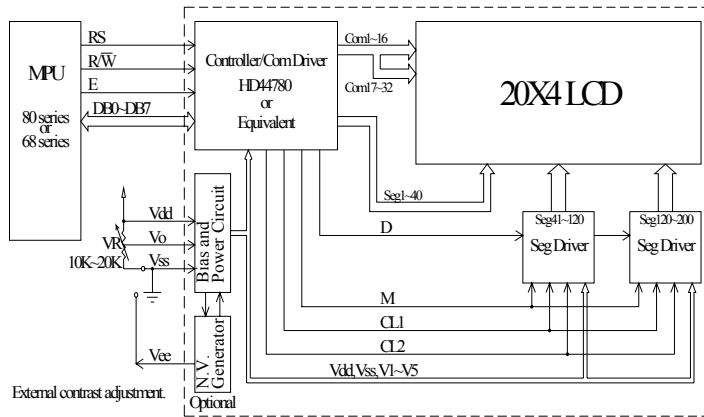 RS
R/W̅
E
DB0~DB7
MPU
80 series
or
68 series
Controller/Com Driver
HD44780
or
Equivalent
Com1~16
Com17~32
20X4 LCD
Seg1~40
D
Seg41~120
Seg Driver
Seg120~200
Seg Driver
Vdd
Vo
Vss
VR
10K~20K
Bias and
Power Circuit
M
CL1
CL2
Vdd,Vss,V1~V5
Vee
N.V.
Generator
Optional
External contrast adjustment.